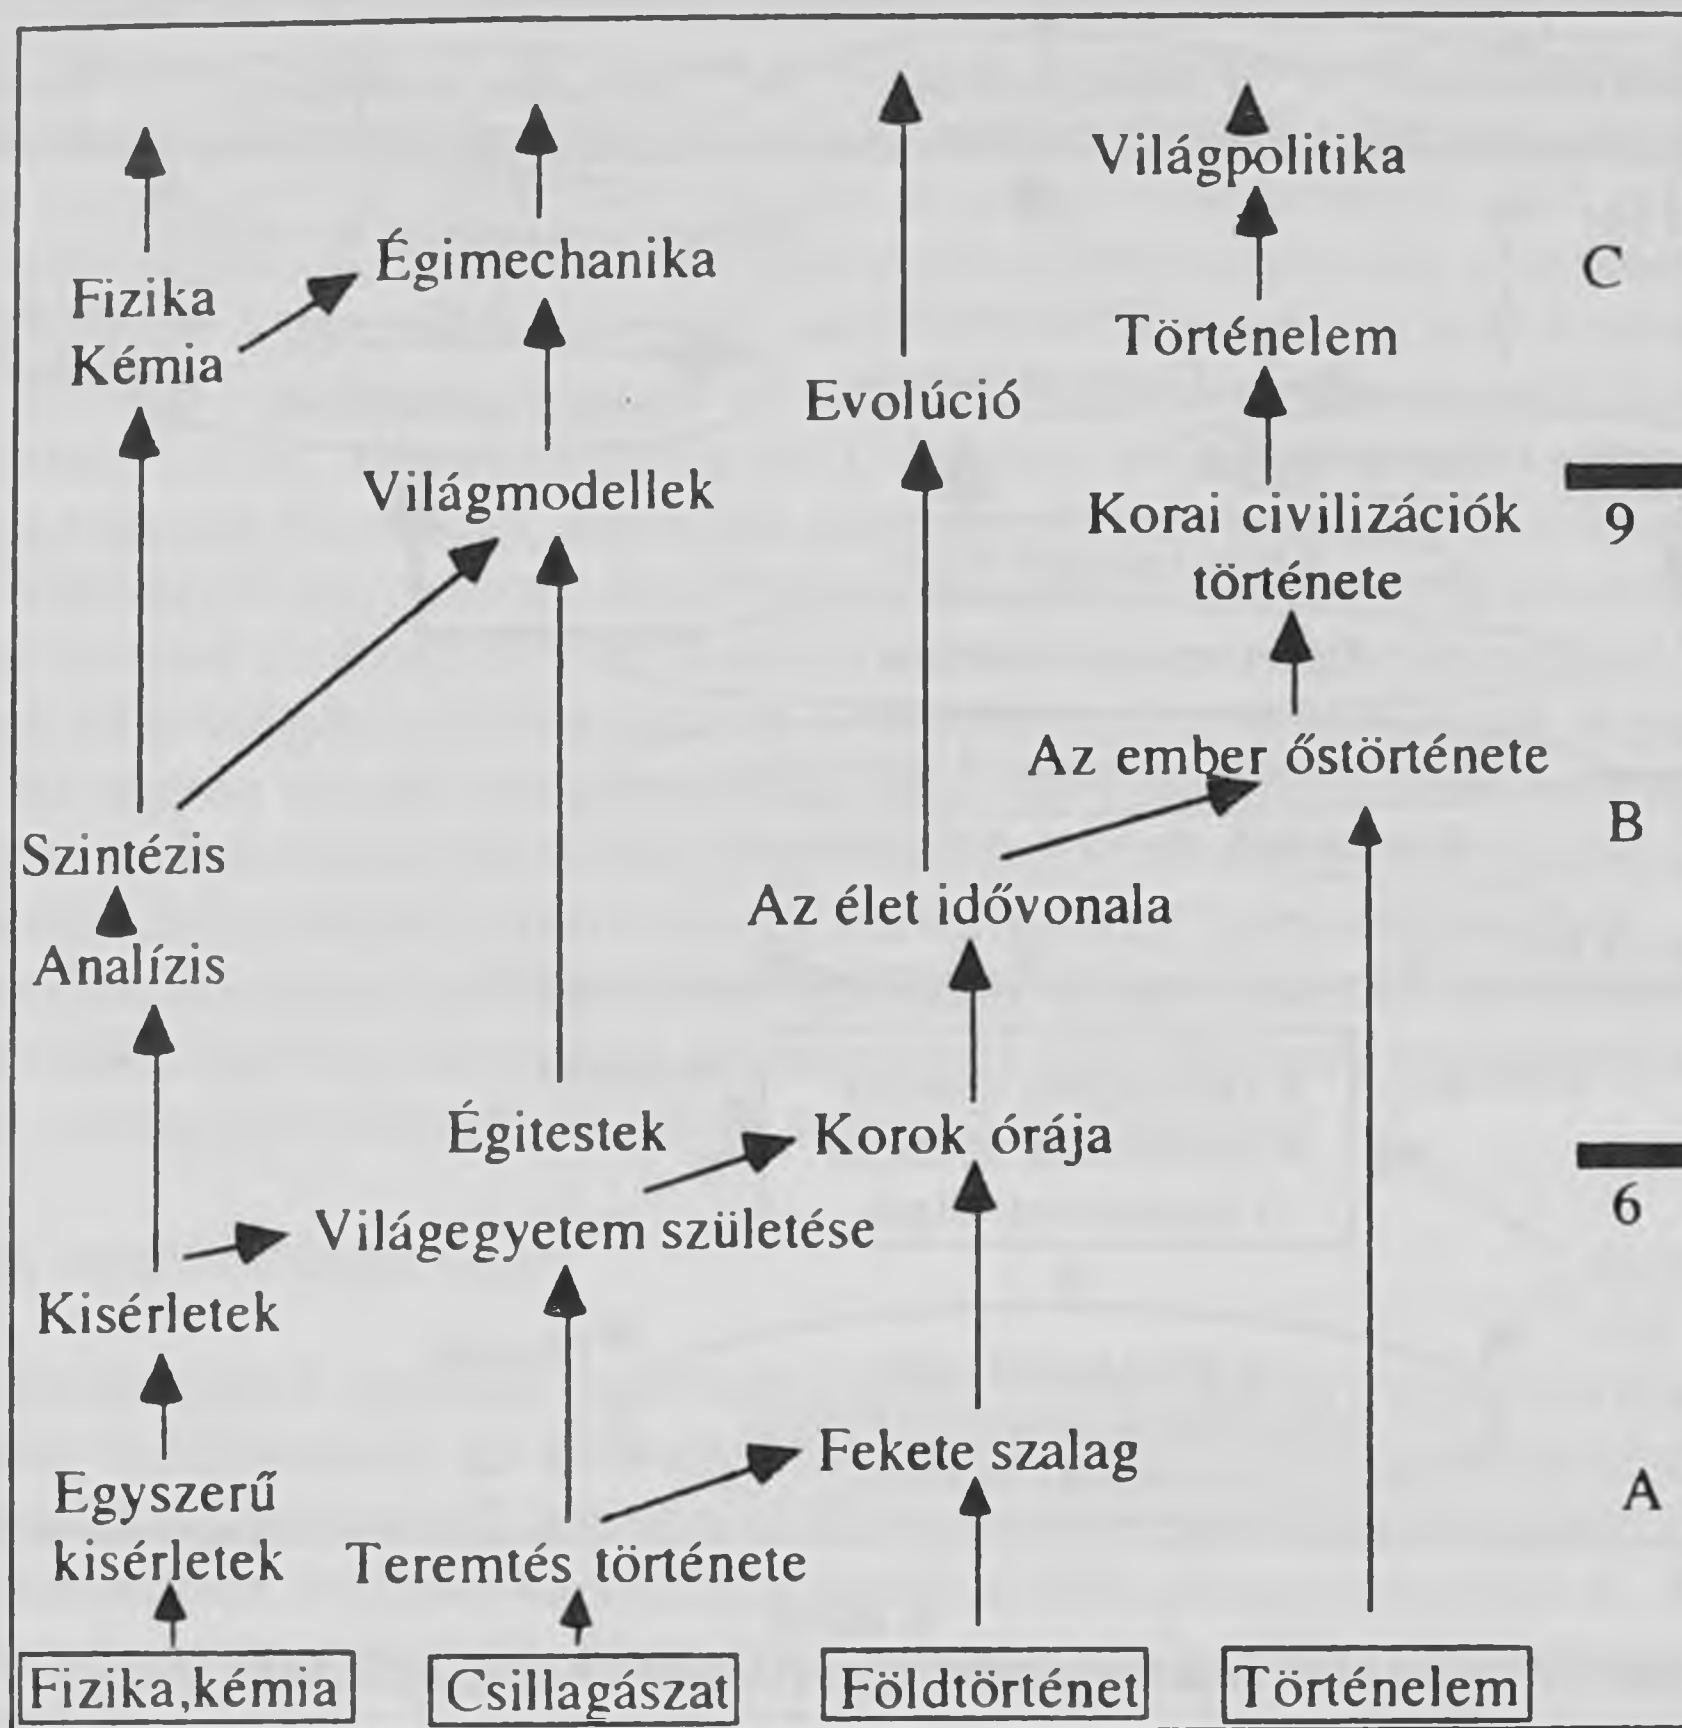 Világpolitika
Égimechanika
C
Fizika
Kémia
Történelem
Evolúció
Világmodellek
Korai civilizációk
története
9
Az ember őstörténete
B
Szintézis
Az élet idővonala
Analízis
Égitestek
Korok órája
6
Világegyetem születése
Kisérletek
Fekete szalag
A
Egyszerű
kisérletek
Teremtés története
Fizika,kémia
Csillagászat
Földtörténet
Történelem